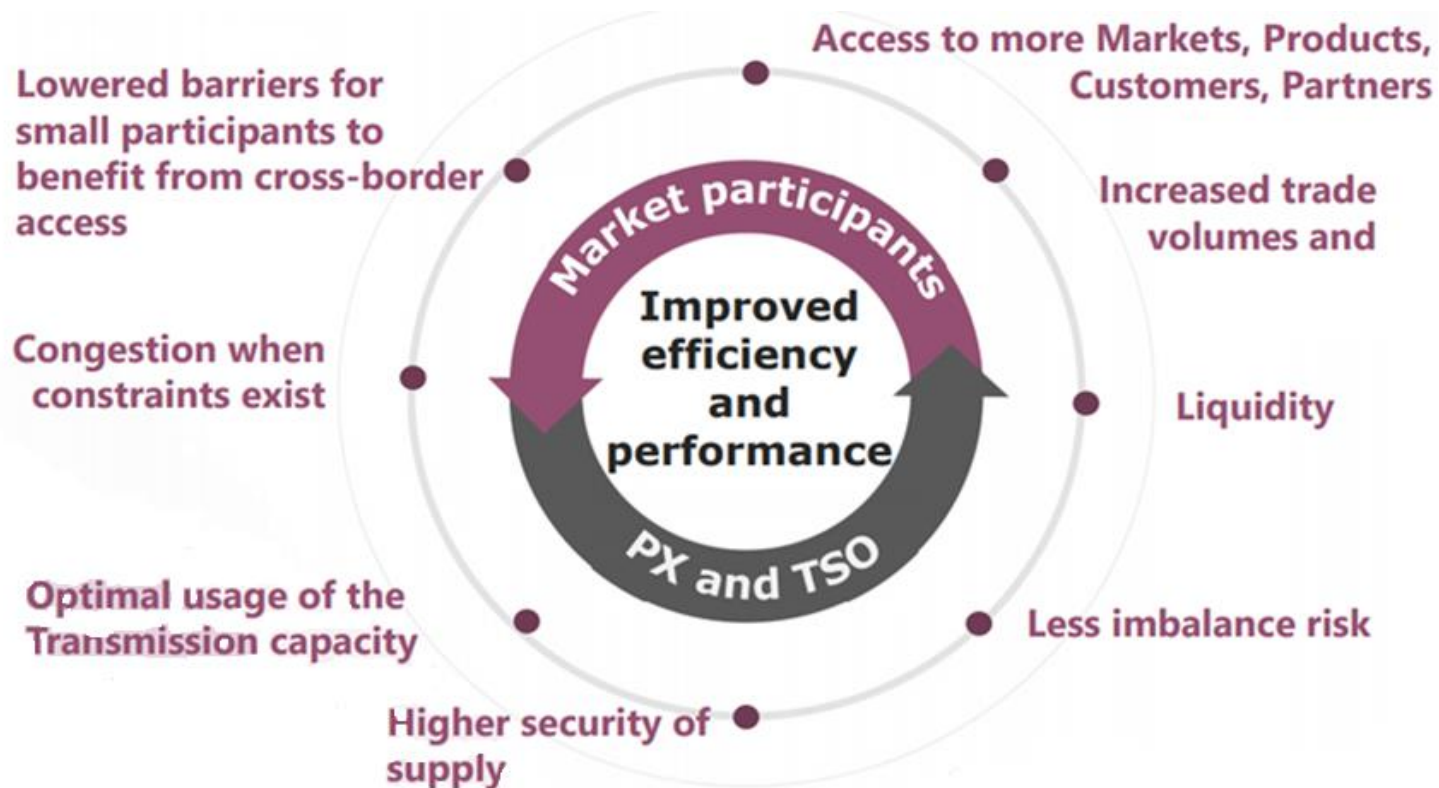 Access to more Markets, Products,
Customers, Partners
Lowered barriers for
small participants to
benefit from cross-border
access
Increased trade
volumes and
Market participants
Improved
efficiency
and
performance
Congestion when
constraints exist
Liquidity
PX and TSO
Optimal usage of the
Transmission capacity
Less imbalance risk
Higher security of
supply